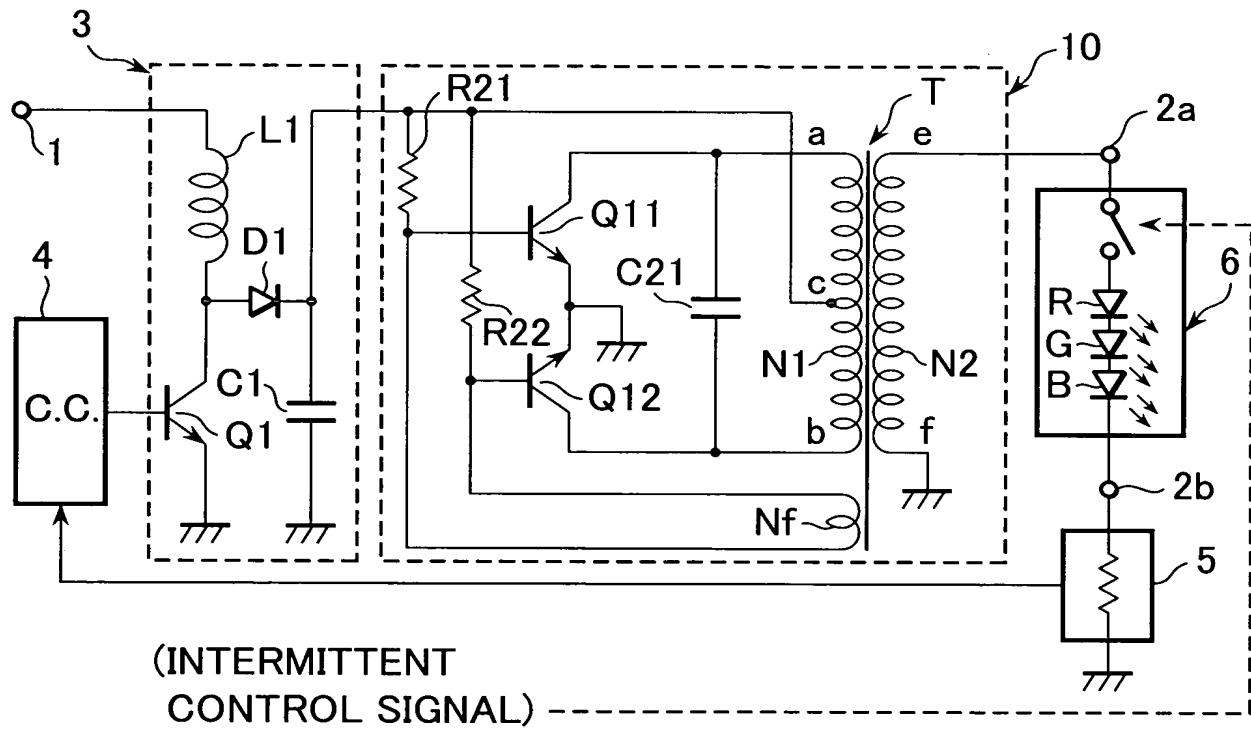 3
10
1
L1
R21
T
2a
a
e
Q11
D1
4
C21
c
6
R
R22
G
N1
N2
C.C.
C1
B
Q1
Q12
b
f
2b
Nf
5
(INTERMITTENT
CONTROL SIGNAL)